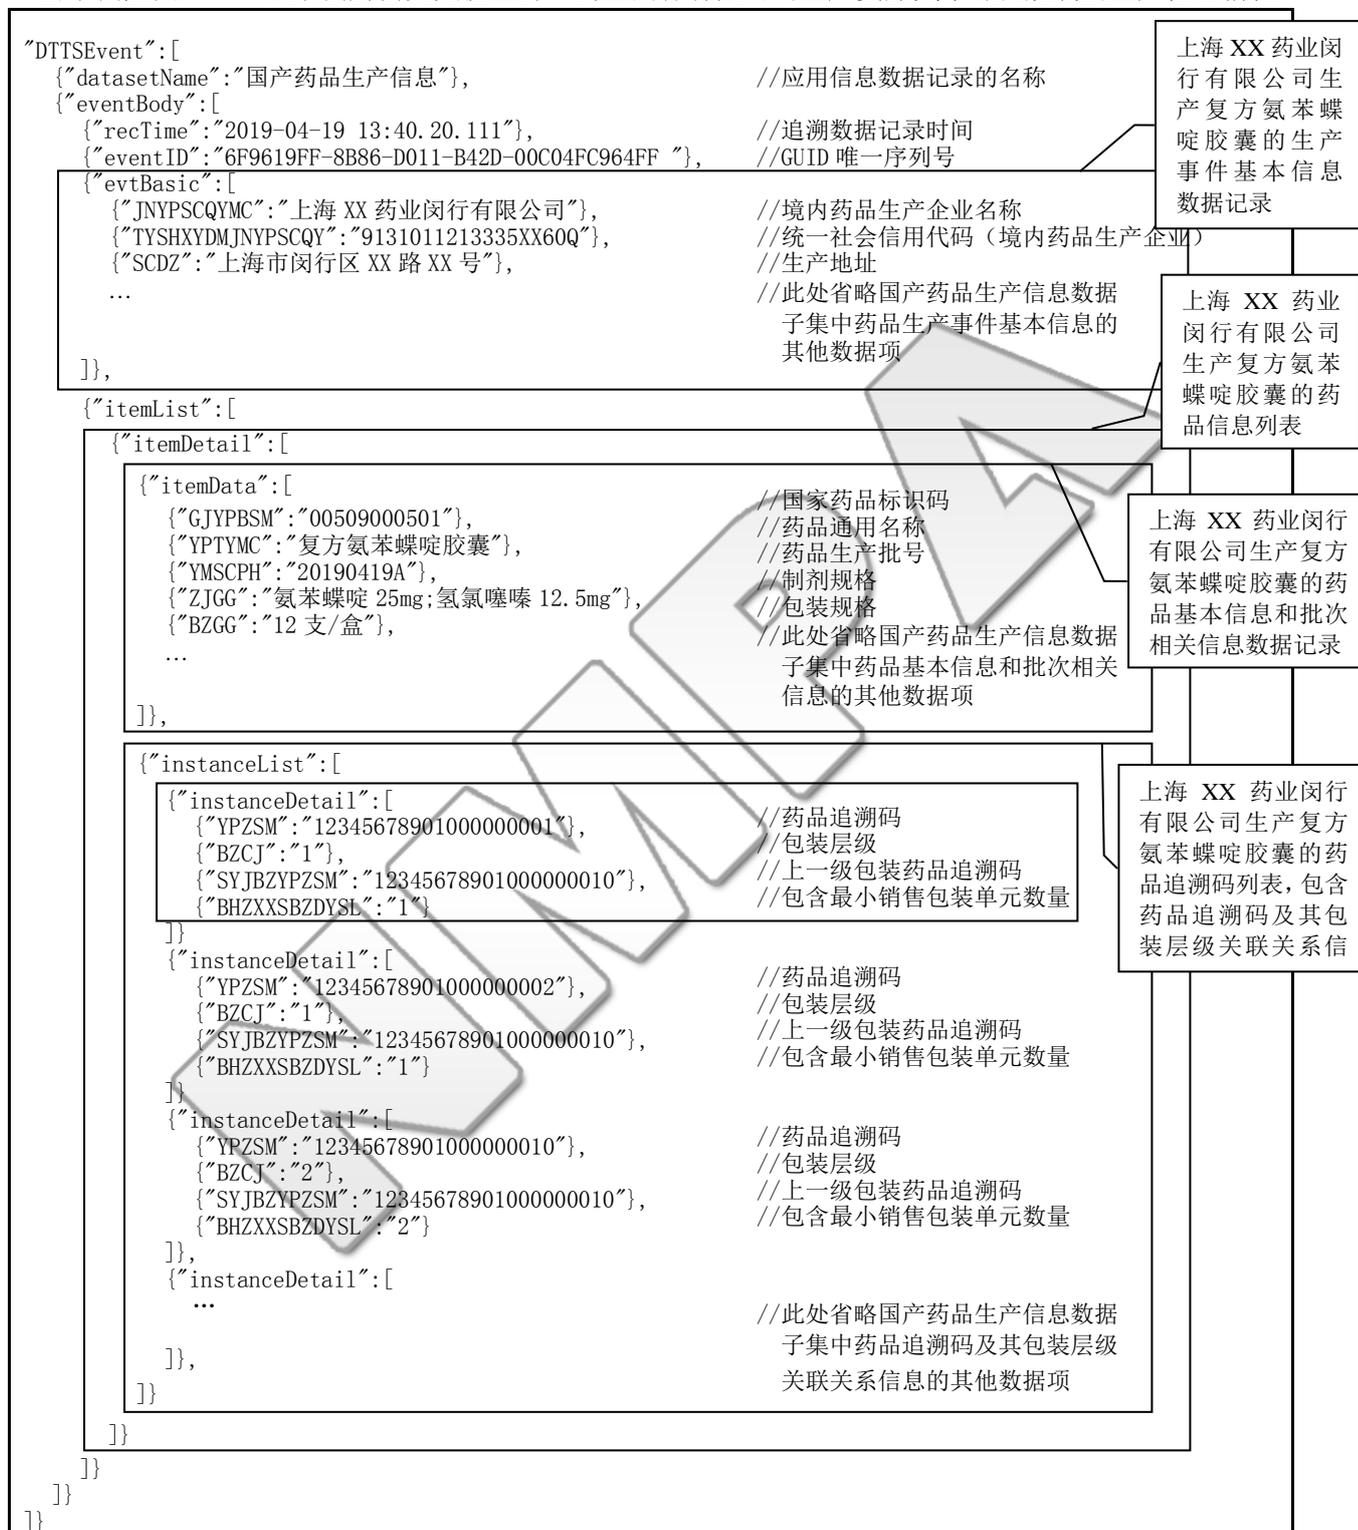 "DTTSEvent":[
{"datasetName":"国产药品生产信息"}, //应用信息数据记录的名称
{"eventBody":[
{"recTime":"2019-04-19 13:40.20.111"}, //追溯数据记录时间
{"eventID":"6F9619FF-8B86-D011-B42D-00C04FC964FF "}, //GUID 唯一序列号
{"evtBasic":[
{"JNYPSCQYMC":"上海 XX 药业闵行有限公司"}, //境内药品生产企业名称
{"TYSHXYDMJNYPSCQY":"9131011213335XX60Q"}, //统一社会信用代码（境内药品生产企业）
{"SCDZ":"上海市闵行区 XX 路 XX 号"}, //生产地址
… //此处省略国产药品生产信息数据
子集中药品生产事件基本信息的
其他数据项
]},
上海 XX 药业闵
行有限公司生
产复方氨苯蝶
啶胶囊的生产
事件基本信息
数据记录
{"itemList":[
{"itemDetail":[
上海 XX 药业
闵行有限公司
生产复方氨苯
蝶啶胶囊的药
品信息列表
{"itemData":[
{"GJYPBSM":"00509000501"}, //国家药品标识码
{"YPTYMC":"复方氨苯蝶啶胶囊"}, //药品通用名称
{"YMSCPH":"20190419A"}, //药品生产批号
{"ZJGG":"氨苯蝶啶 25mg;氢氯噻嗪 12.5mg"}, //制剂规格
{"BZGG":"12 支/盒"}, //包装规格
… //此处省略国产药品生产信息数据
子集中药品基本信息和批次相关
信息的其他数据项
]},
上海 XX 药业闵行
有限公司生产复方
氨苯蝶啶胶囊的药
品基本信息和批次
相关信息数据记录
{"instanceList":[
{"instanceDetail":[
{"YPZSM":"12345678901000000001"}, //药品追溯码
{"BZCJ":"1"}, //包装层级
{"SYJBZYPZSM":"12345678901000000010"}, //上一级包装药品追溯码
{"BHZXXSBZDYSL":"1"} //包含最小销售包装单元数量
]}
上海 XX 药业闵行
有限公司生产复方
氨苯蝶啶胶囊的药
品追溯码列表，包含
药品追溯码及其包
装层级关联关系信
{"instanceDetail":[
{"YPZSM":"12345678901000000002"}, //药品追溯码
{"BZCJ":"1"}, //包装层级
{"SYJBZYPZSM":"12345678901000000010"}, //上一级包装药品追溯码
{"BHZXXSBZDYSL":"1"} //包含最小销售包装单元数量
]}
{"instanceDetail":[
{"YPZSM":"12345678901000000010"}, //药品追溯码
{"BZCJ":"2"}, //包装层级
{"SYJBZYPZSM":"12345678901000000010"}, //上一级包装药品追溯码
{"BHZXXSBZDYSL":"2"} //包含最小销售包装单元数量
]},
{"instanceDetail":[
… //此处省略国产药品生产信息数据
子集中药品追溯码及其包装层级
]},
关联关系信息的其他数据项
]}
]}
]}
]}
]}
NMPA